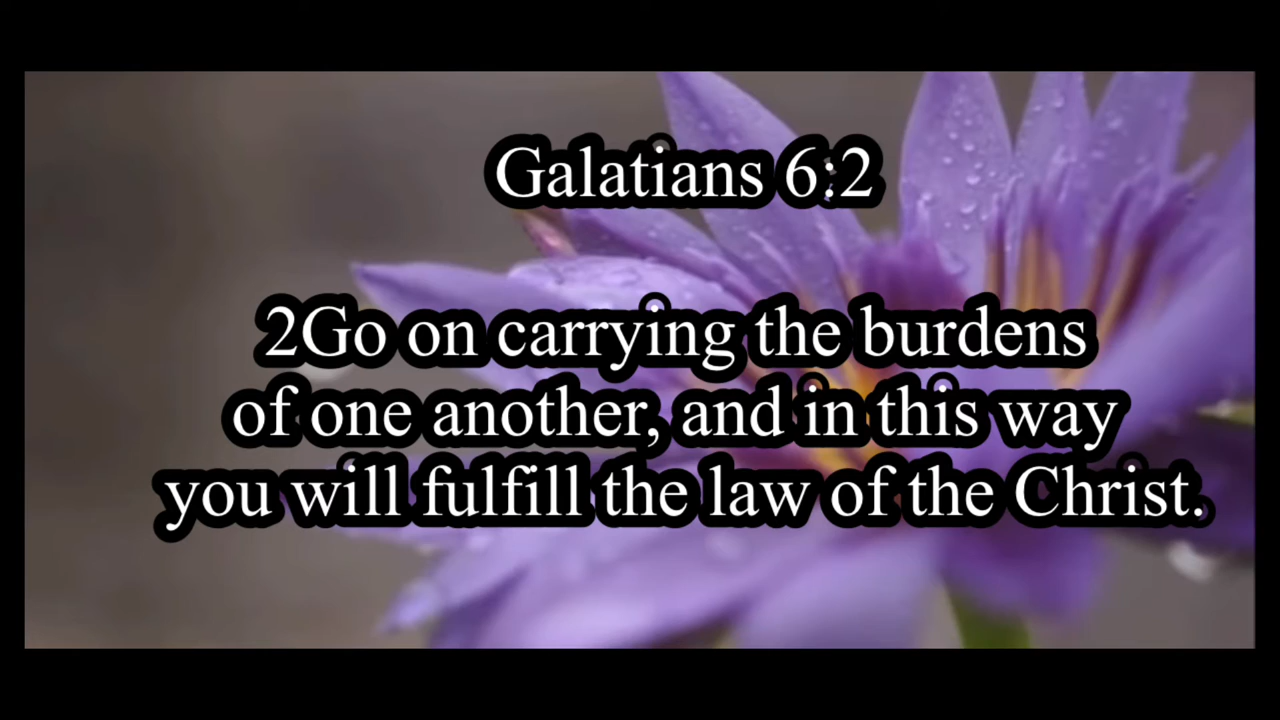 Galatians 6:2
2Go on carrying the burdens
of one another, and in this way
you will fulfill the law of the Christ.